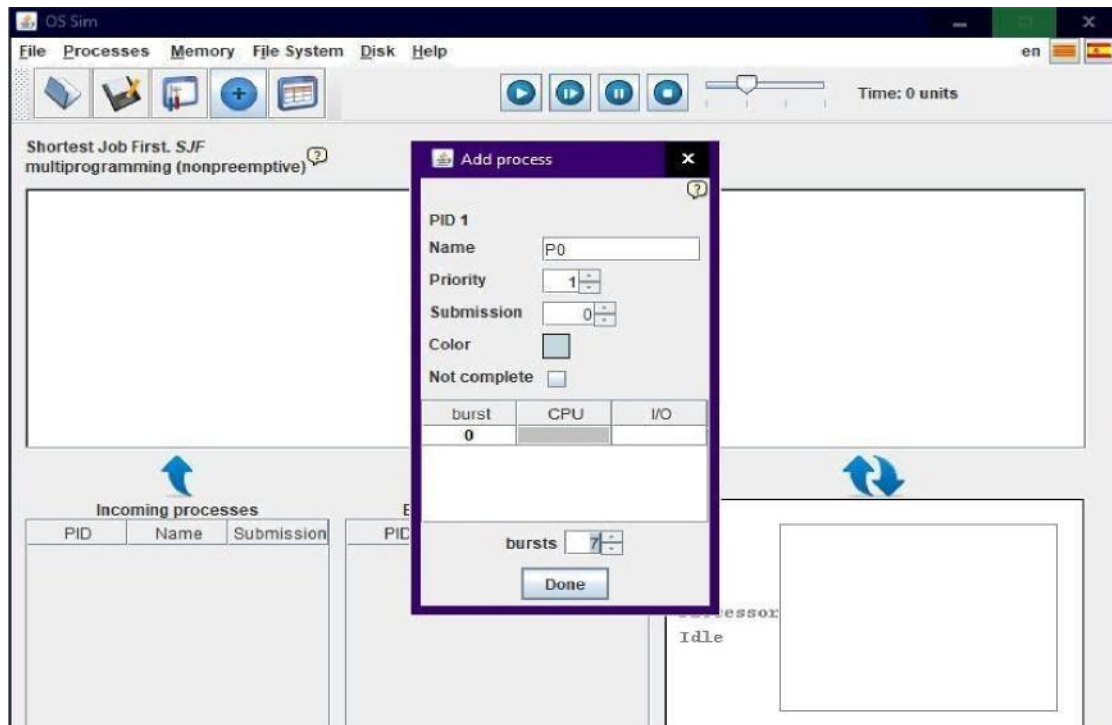 OS Sim
File Processes Memory File System Disk Help en
Time: 0 units
Shortest Job First. SJF
multiprogramming (nonpreemptive)
Add process
PID 1
Name P0
Priority 1
Submission 0
Color
Not complete
burst CPU I/O
0
bursts 7
Done
Incoming processes
PID Name Submission
PID
Idle